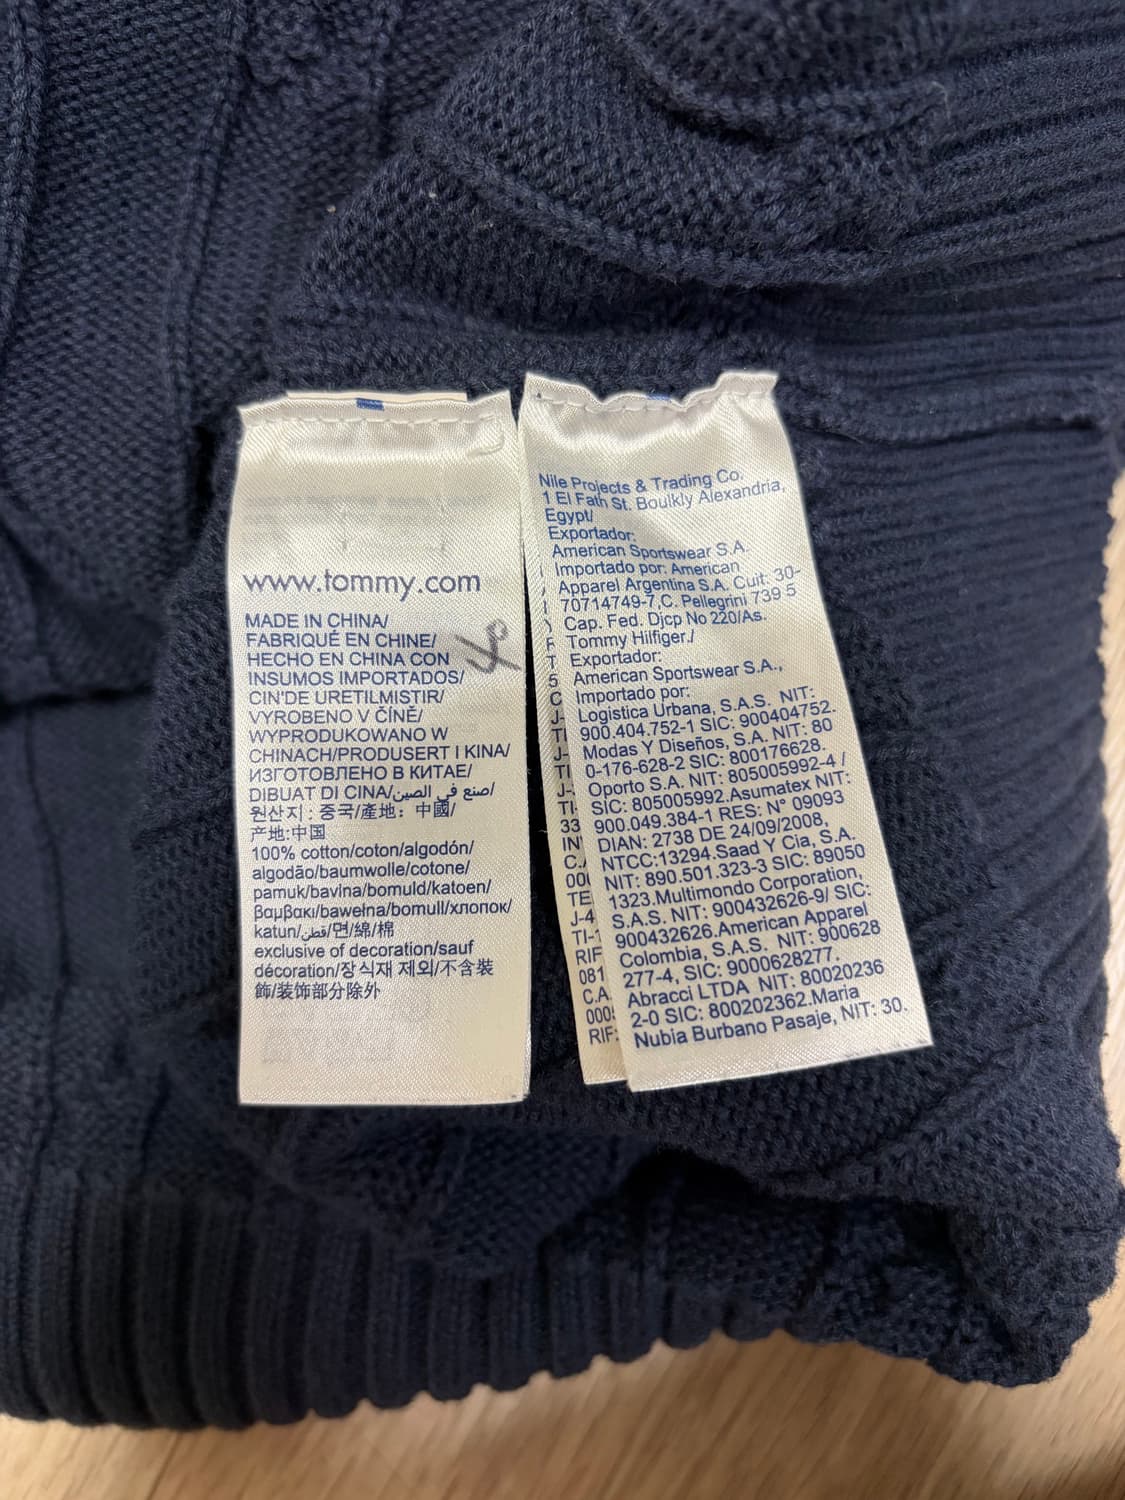 www.tommy.com
MADE IN CHINA/
FABRIQUÉ EN CHINE/
HECHO EN CHINA CON
INSUMOS IMPORTADOS/
CIN'DE URETILMISTIR/
VYROBENO V ČÍNĚ/
WYPRODUKOWANO W
CHINACH/PRODUSERT I KINA/
ИЗГОТОВЛЕНО В КИТАЕ/
DIBUAT DI CINA/صنع في الصين/
원산지 : 중국/產地：中國/
产地:中国
100% cotton/coton/algodón/
algodão/baumwolle/cotone/
pamuk/bavlna/bomuld/katoen/
βαμβακι/bawełna/bomull/хлопок/
katun/قطن/면/綿/棉
exclusive of decoration/sauf
décoration/장식재 제외/不含裝
飾/装饰部分除外
Nile Projects & Trading Co.
1 El Fath St. Boulkly Alexandria,
Egypt/
Exportador:
American Sportswear S.A.
Importado por: American
Apparel Argentina S.A. Cuit: 30-
70714749-7,C. Pellegrini 739 5
Cap. Fed. Djcp No 220/As.
Tommy Hilfiger./
Exportador:
American Sportswear S.A.,
Importado por:
Logistica Urbana, S.A.S. NIT:
900.404.752-1 SIC: 900404752.
Modas Y Diseños, S.A. NIT: 80
0-176-628-2 SIC: 800176628.
Oporto S.A. NIT: 805005992-4 /
SIC: 805005992.Asumatex NIT:
900.049.384-1 RES: N° 09093
DIAN: 2738 DE 24/09/2008,
NTCC:13294.Saad Y Cia, S.A.
NIT: 890.501.323-3 SIC: 89050
1323.Multimondo Corporation,
S.A.S. NIT: 900432626-9/ SIC:
900432626.American Apparel
Colombia, S.A.S. NIT: 900628
277-4, SIC: 9000628277.
Abracci LTDA NIT: 80020236
2-0 SIC: 800202362.Maria
Nubia Burbano Pasaje, NIT: 30.